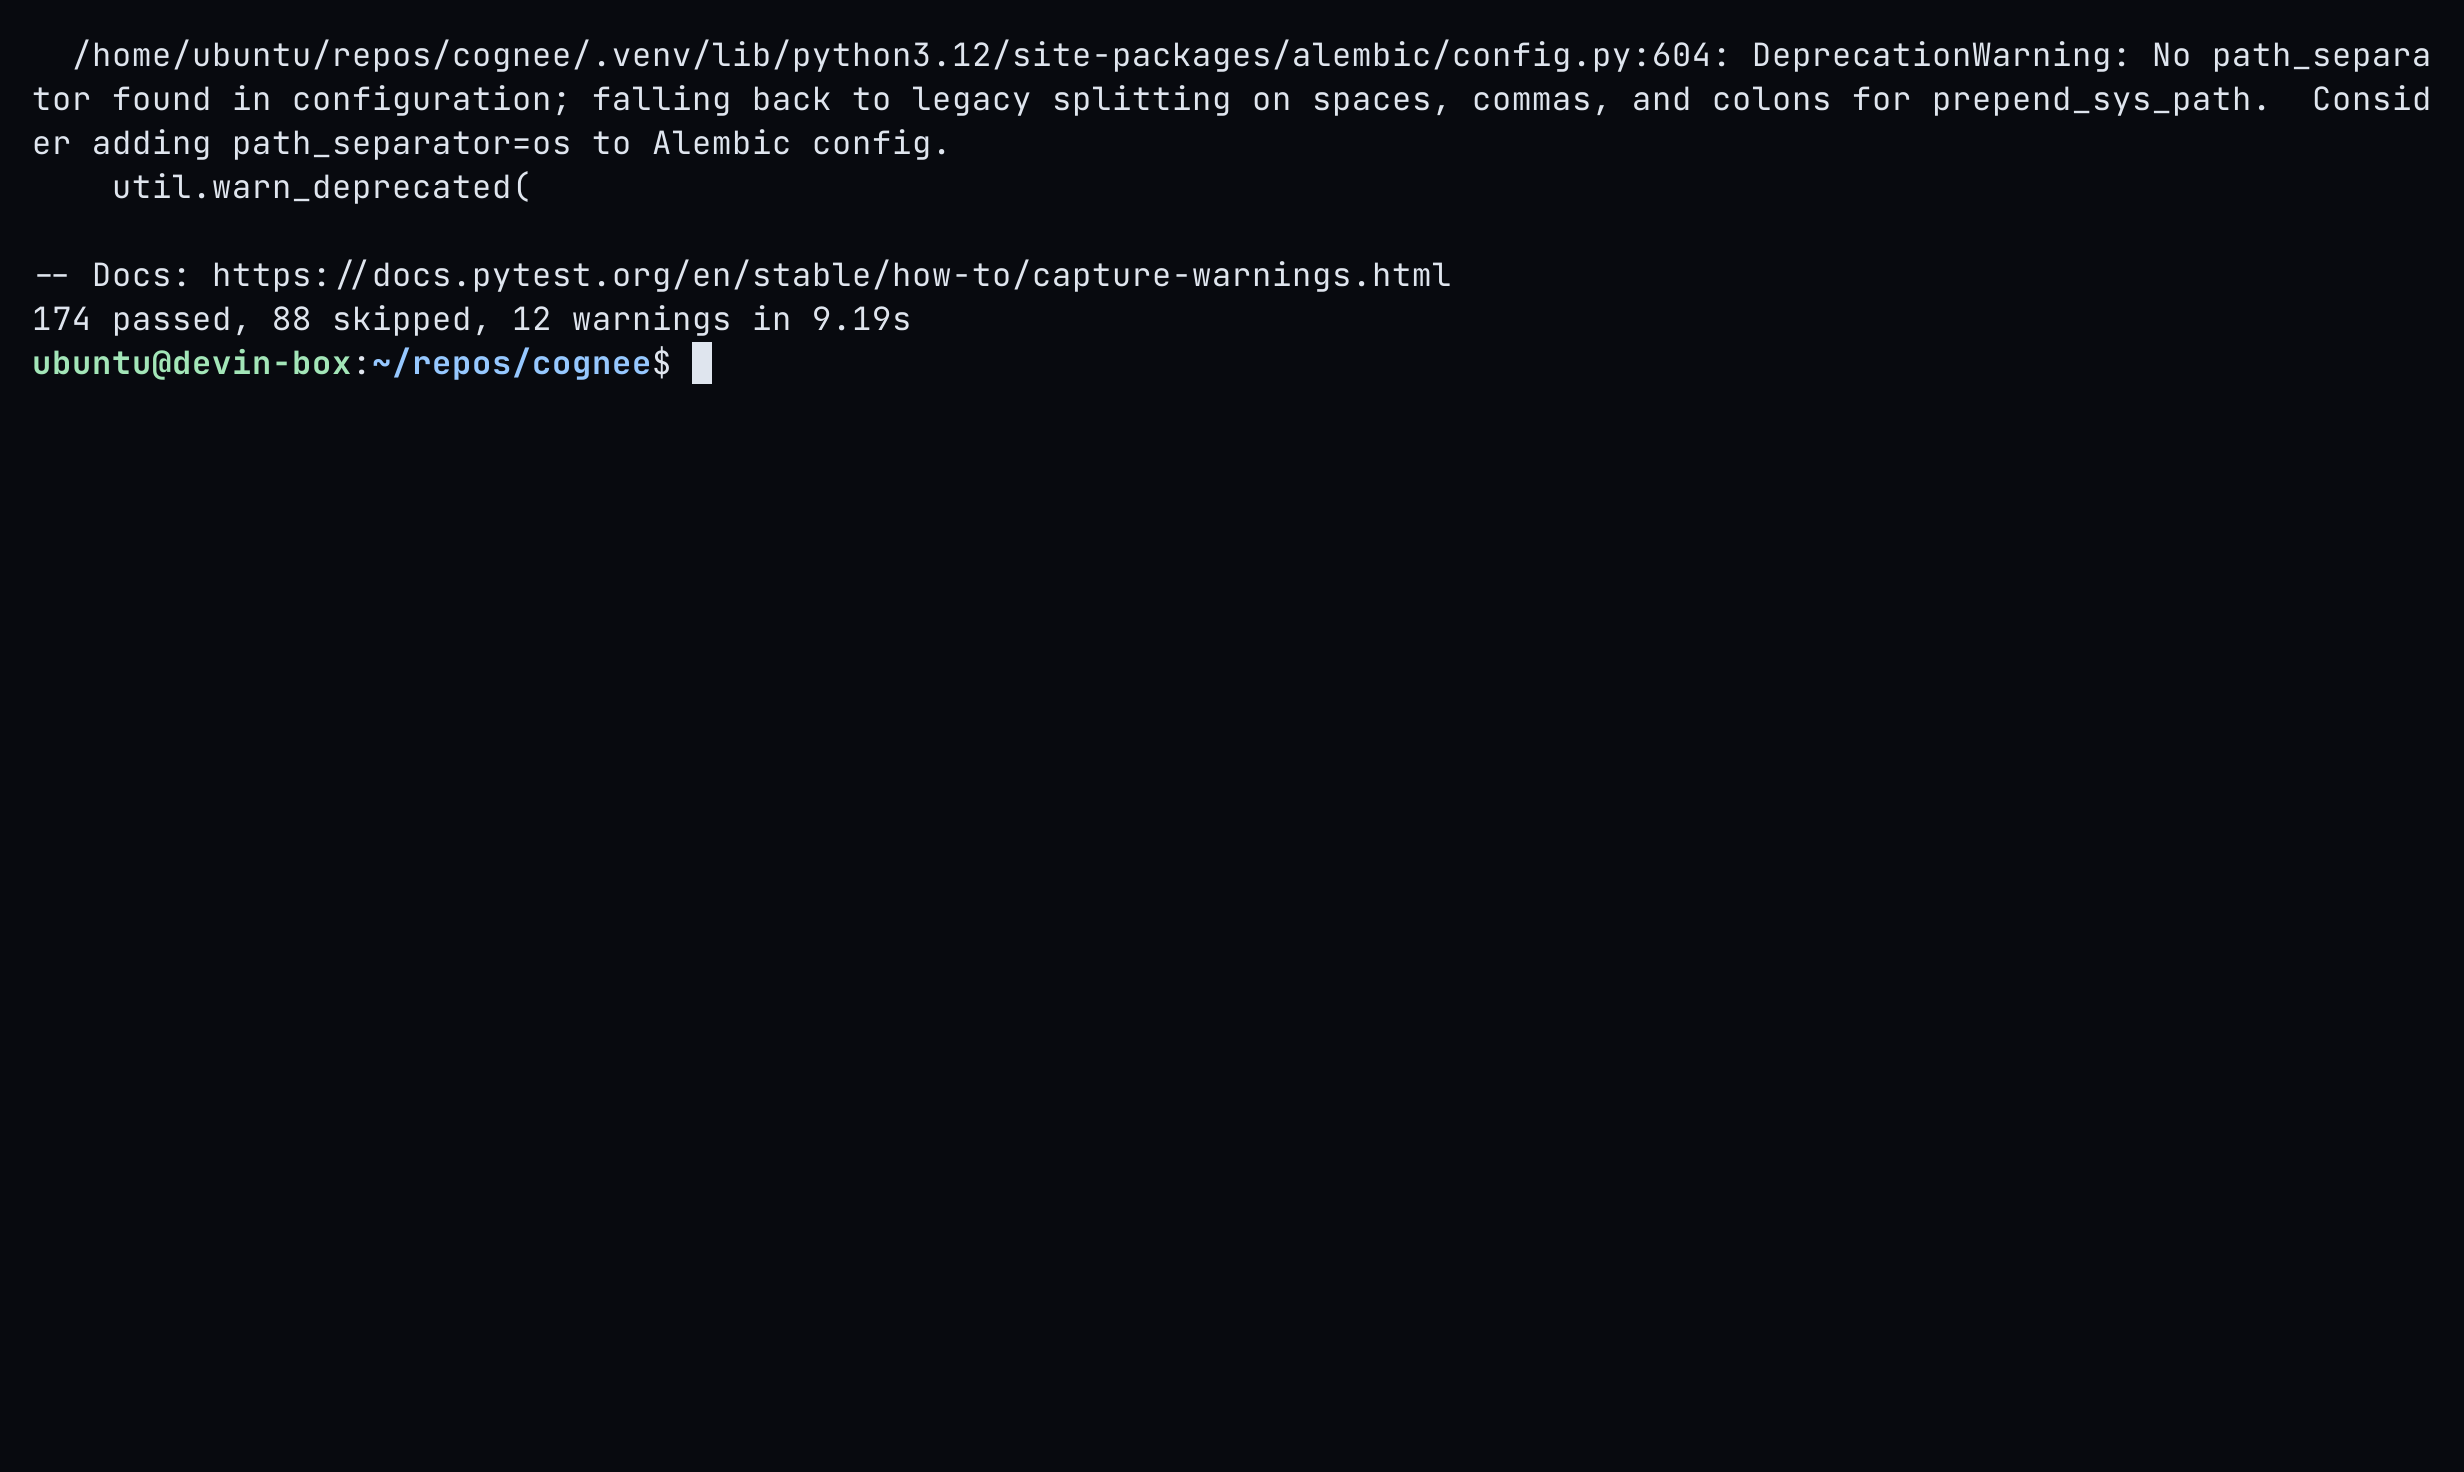 /home/ubuntu/repos/cognee/.venv/lib/python3.12/site-packages/alembic/config.py:604: DeprecationWarning: No path_separa
tor found in configuration; falling back to legacy splitting on spaces, commas, and colons for prepend_sys_path.  Consid
er adding path_separator=os to Alembic config.
    util.warn_deprecated(

-- Docs: https://docs.pytest.org/en/stable/how-to/capture-warnings.html
174 passed, 88 skipped, 12 warnings in 9.19s
ubuntu@devin-box:~/repos/cognee$